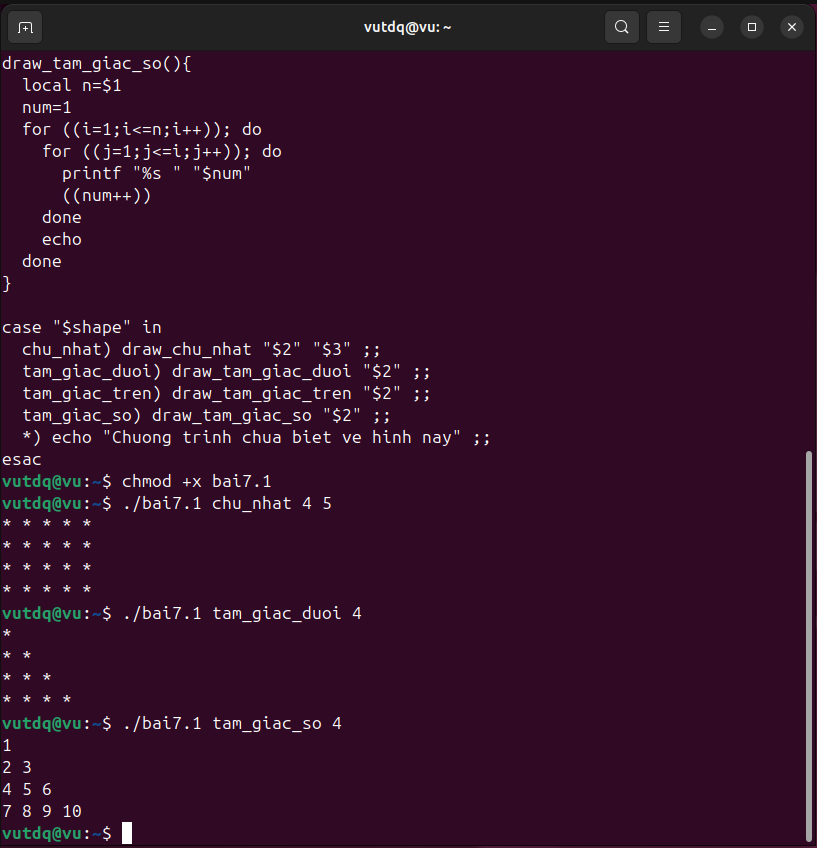 vutdq@vu: ~
draw_tam_giac_so(){
  local n=$1
  num=1
  for ((i=1;i<=n;i++)); do
    for ((j=1;j<=i;j++)); do
      printf "%s " "$num"
      ((num++))
    done
    echo
  done
}

case "$shape" in
  chu_nhat) draw_chu_nhat "$2" "$3" ;;
  tam_giac_duoi) draw_tam_giac_duoi "$2" ;;
  tam_giac_tren) draw_tam_giac_tren "$2" ;;
  tam_giac_so) draw_tam_giac_so "$2" ;;
  *) echo "Chuong trinh chua biet ve hinh nay" ;;
esac
vutdq@vu:~$ chmod +x bai7.1
vutdq@vu:~$ ./bai7.1 chu_nhat 4 5
* * * * *
* * * * *
* * * * *
* * * * *
vutdq@vu:~$ ./bai7.1 tam_giac_duoi 4
*
* *
* * *
* * * *
vutdq@vu:~$ ./bai7.1 tam_giac_so 4
1
2 3
4 5 6
7 8 9 10
vutdq@vu:~$